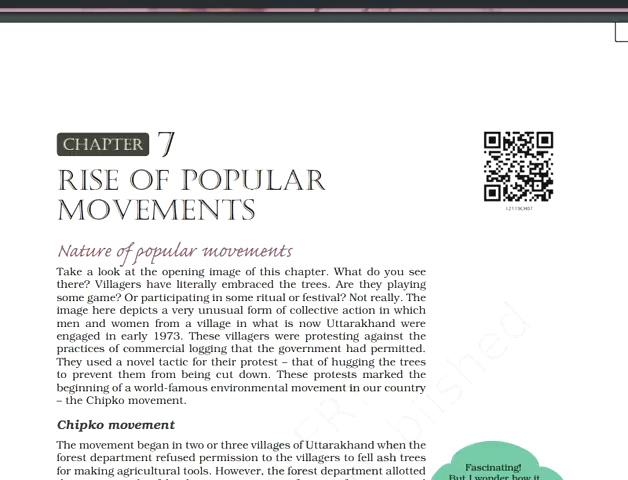 CHAPTER 7
RISE OF POPULAR
MOVEMENTS
Nature of popular movements
Take a look at the opening image of this chapter. What do you see
there? Villagers have literally embraced the trees. Are they playing
some game? Or participating in some ritual or festival? Not really. The
image here depicts a very unusual form of collective action in which
men and women from a village in what is now Uttarakhand were
engaged in early 1973. These villagers were protesting against the
practices of commercial logging that the government had permitted.
They used a novel tactic for their protest – that of hugging the trees
to prevent them from being cut down. These protests marked the
beginning of a world-famous environmental movement in our country
– the Chipko movement.
Chipko movement
The movement began in two or three villages of Uttarakhand when the
forest department refused permission to the villagers to fell ash trees
for making agricultural tools. However, the forest department allotted
Fascinating!
But I wonder how it